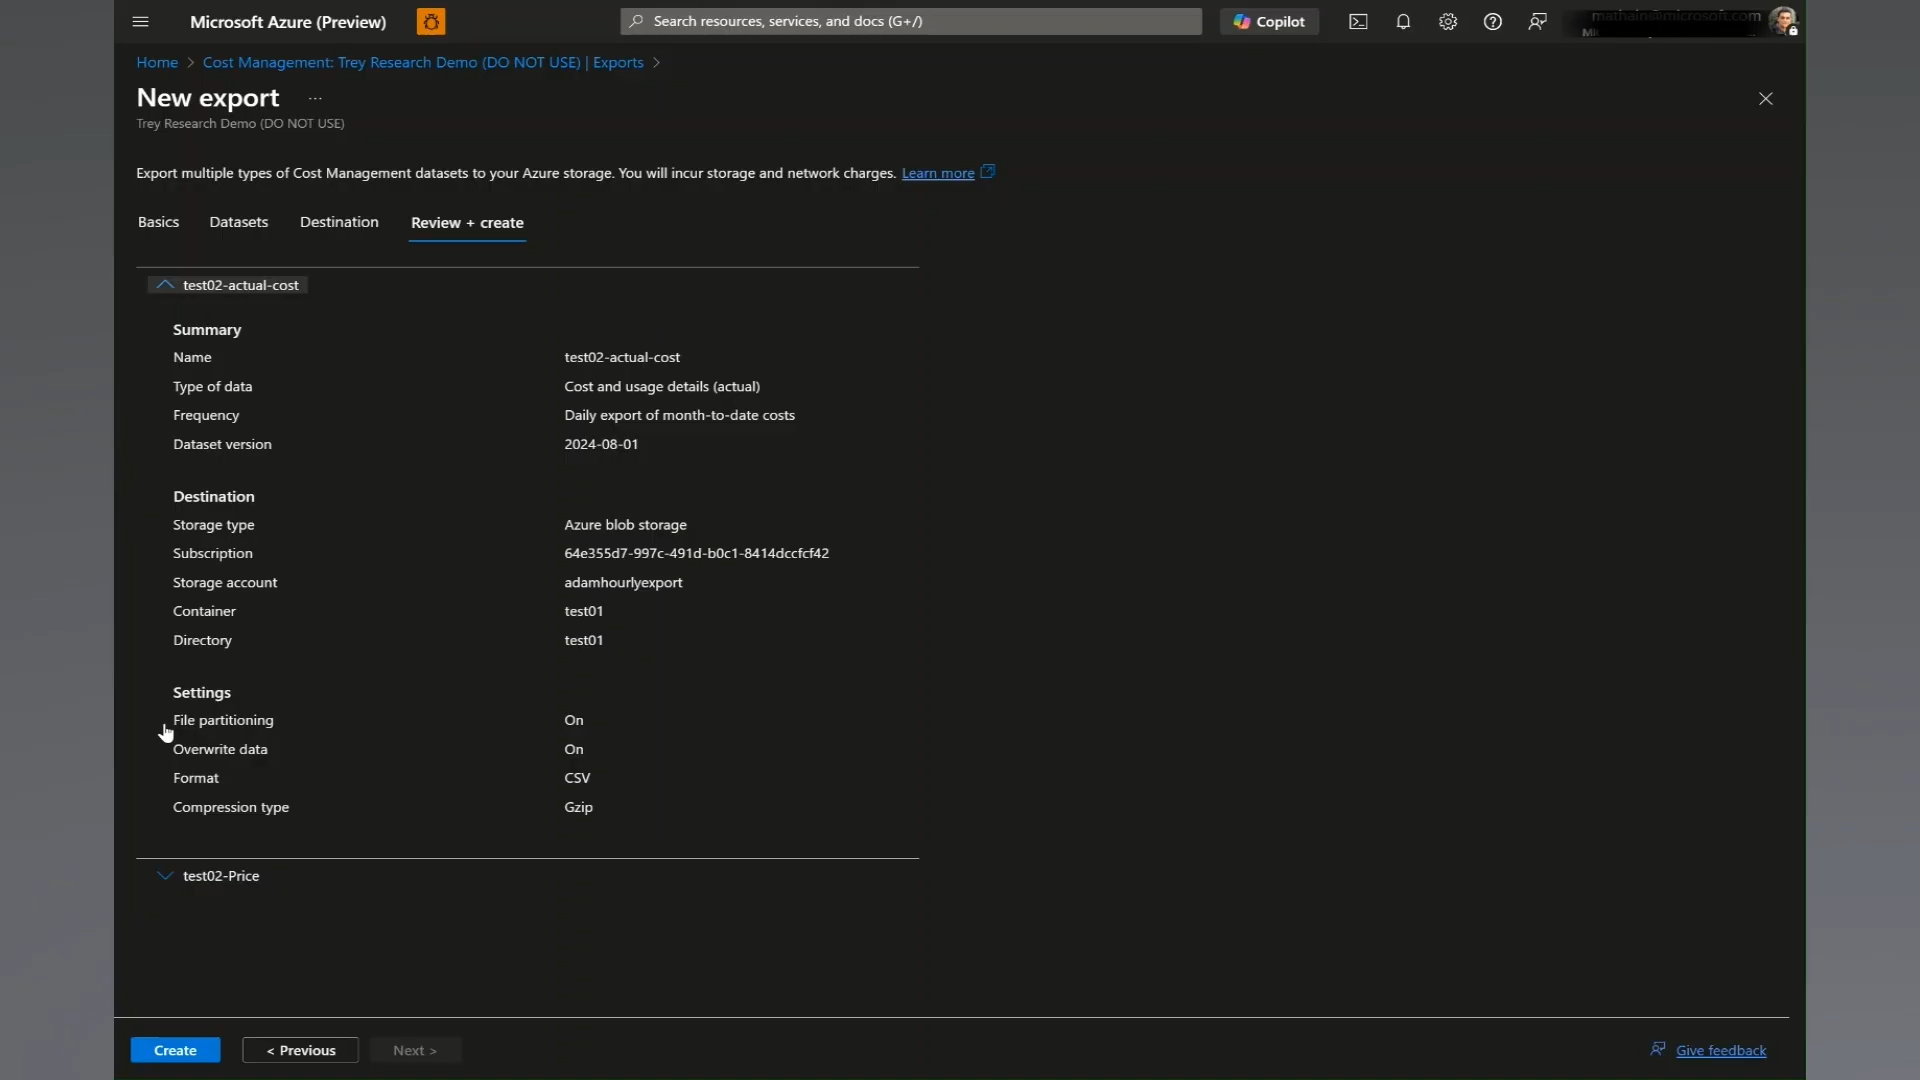 Microsoft Azure (Preview)
Search resources, services, and docs (G+/)
Copilot
mathain@microsoft.com
Home > Cost Management: Trey Research Demo (DO NOT USE) | Exports >
New export ...
Trey Research Demo (DO NOT USE)
Export multiple types of Cost Management datasets to your Azure storage. You will incur storage and network charges. Learn more
Basics Datasets Destination Review + create
test02-actual-cost
Summary
Name test02-actual-cost
Type of data Cost and usage details (actual)
Frequency Daily export of month-to-date costs
Dataset version 2024-08-01
Destination
Storage type Azure blob storage
Subscription 64e355d7-997c-491d-b0c1-8414dccfcf42
Storage account adamhourlyexport
Container test01
Directory test01
Settings
File partitioning On
Overwrite data On
Format CSV
Compression type Gzip
test02-Price
Create < Previous Next > Give feedback